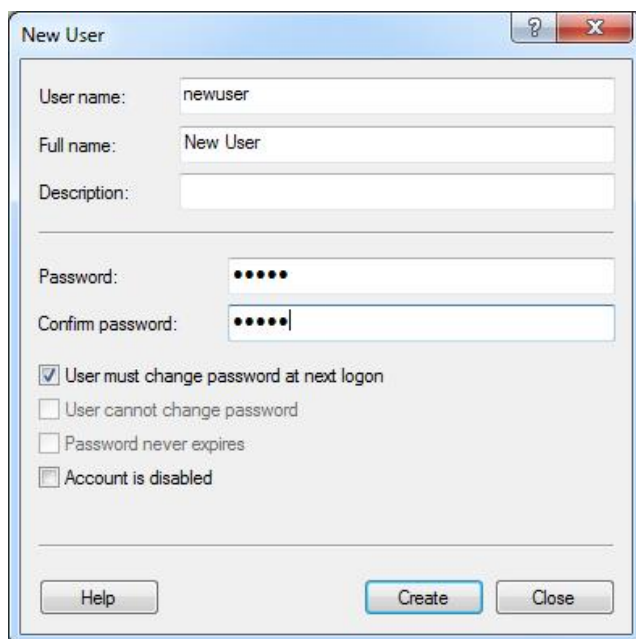 New User
User name: newuser
Full name: New User
Description:
Password: •••••
Confirm password: •••••
User must change password at next logon
User cannot change password
Password never expires
Account is disabled
Help Create Close